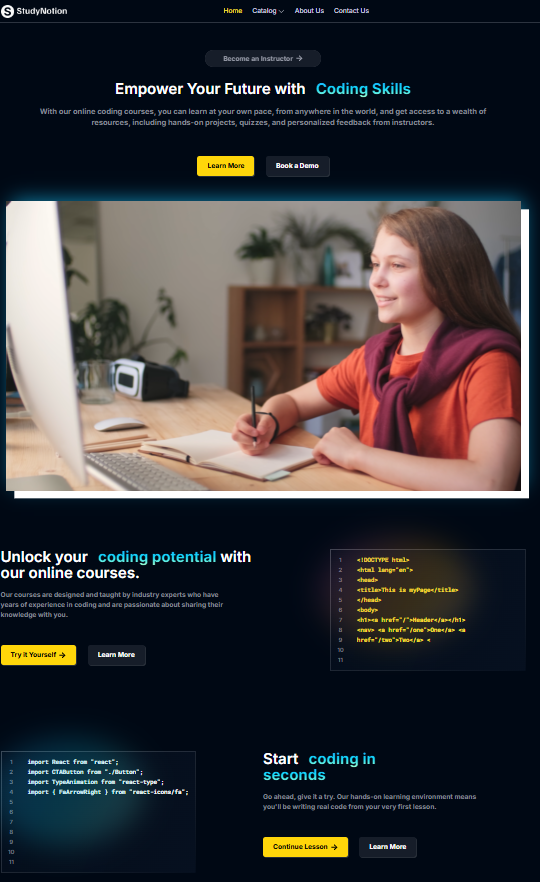 StudyNotion
Home Catalog About Us Contact Us
Become an Instructor
Empower Your Future with Coding Skills
With our online coding courses, you can learn at your own pace, from anywhere in the world, and get access to a wealth of
resources, including hands-on projects, quizzes, and personalized feedback from instructors.
Learn More
Book a Demo
Unlock your coding potential with
our online courses.
Our courses are designed and taught by industry experts who have
years of experience in coding and are passionate about sharing their
knowledge with you.
Try it Yourself →
Learn More
1 <!DOCTYPE html>
2 <html lang="en">
3 <head>
4 <title>This is myPage</title>
5 </head>
6 <body>
7 <h1><a href="/">Header</a></h1>
8 <nav> <a href="/one">One</a> <a
9 href="/two">Two</a> <
10
11
1 import React from "react";
2 import CTAButton from "./Button";
3 import TypeAnimation from "react-type";
4 import { FaArrowRight } from "react-icons/fa";
5
6
7
8
9
10
11
Start coding in
seconds
Go ahead, give it a try. Our hands-on learning environment means
you'll be writing real code from your very first lesson.
Continue Lesson →
Learn More